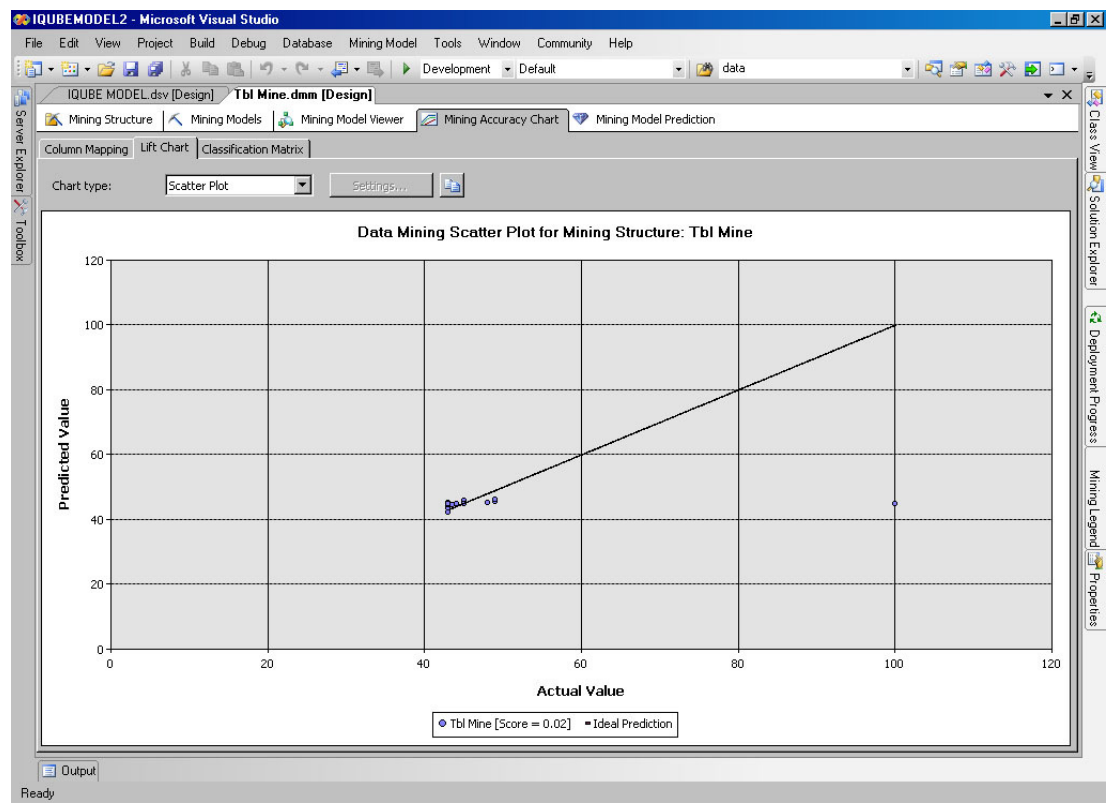 IQUBEMODEL2 - Microsoft Visual Studio
File Edit View Project Build Debug Database Mining Model Tools Window Community Help
Development Default data
IQUBE MODEL.dsv [Design] Tbl Mine.dmm [Design]
Mining Structure Mining Models Mining Model Viewer Mining Accuracy Chart Mining Model Prediction
Column Mapping Lift Chart Classification Matrix
Chart type: Scatter Plot Settings...
Server Explorer
Toolbox
Data Mining Scatter Plot for Mining Structure: Tbl Mine
Predicted Value
120
100
80
60
40
20
0
0 20 40 60 80 100 120
Actual Value
Tbl Mine [Score = 0.02] Ideal Prediction
Class View
Solution Explorer
Deployment Progress
Mining Legend
Properties
Output
Ready